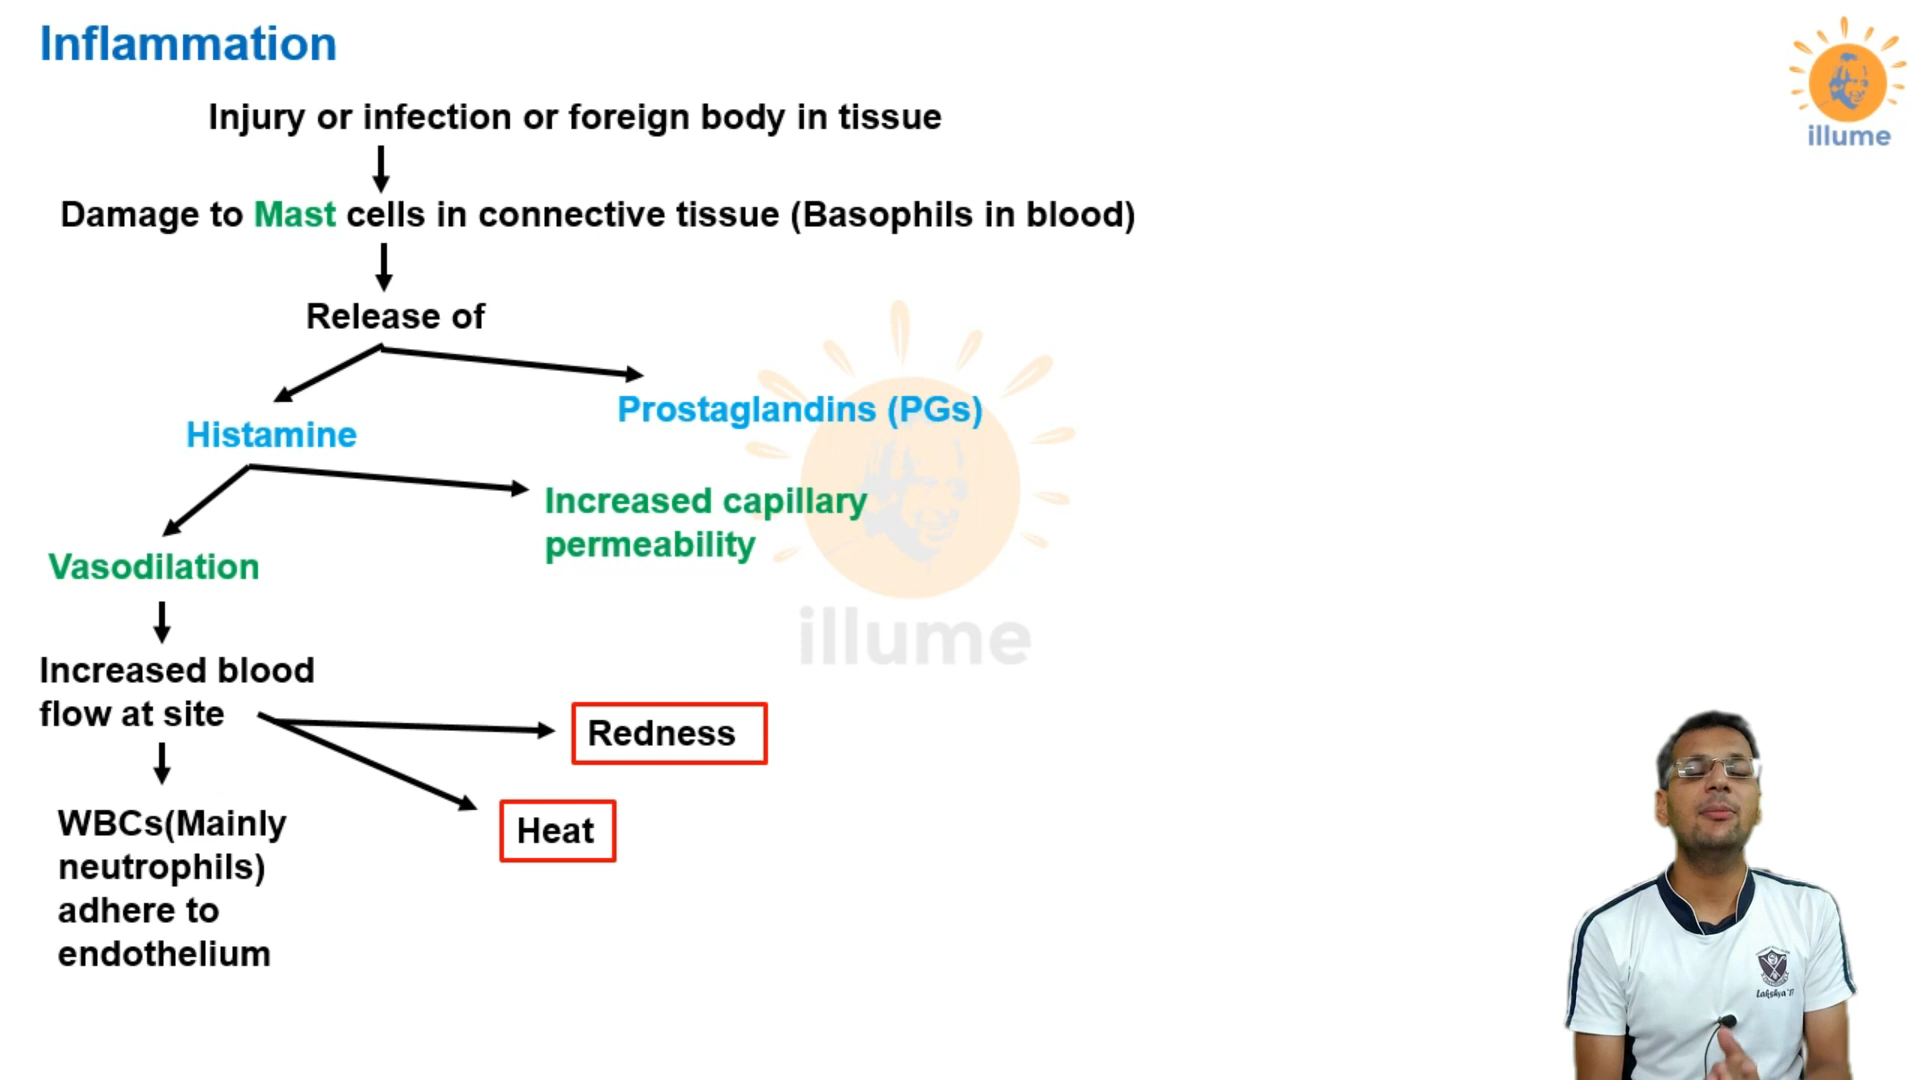 Inflammation
illume
Injury or infection or foreign body in tissue
Damage to Mast cells in connective tissue (Basophils in blood)
Release of
Prostaglandins (PGs)
Histamine
Increased capillary
permeability
Vasodilation
illume
Increased blood
flow at site
Redness
Heat
WBCs(Mainly
neutrophils)
adhere to
endothelium
Lakshya'17